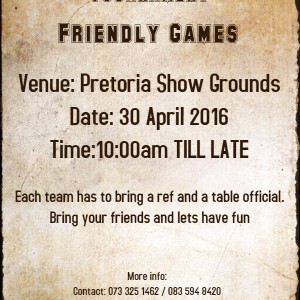 Friendly Games
Venue: Pretoria Show Grounds
Date: 30 April 2016
Time:10:00am TILL LATE
Each team has to bring a ref and a table official.
Bring your friends and lets have fun
More info:
Contact: 073 325 1462 / 083 594 8420